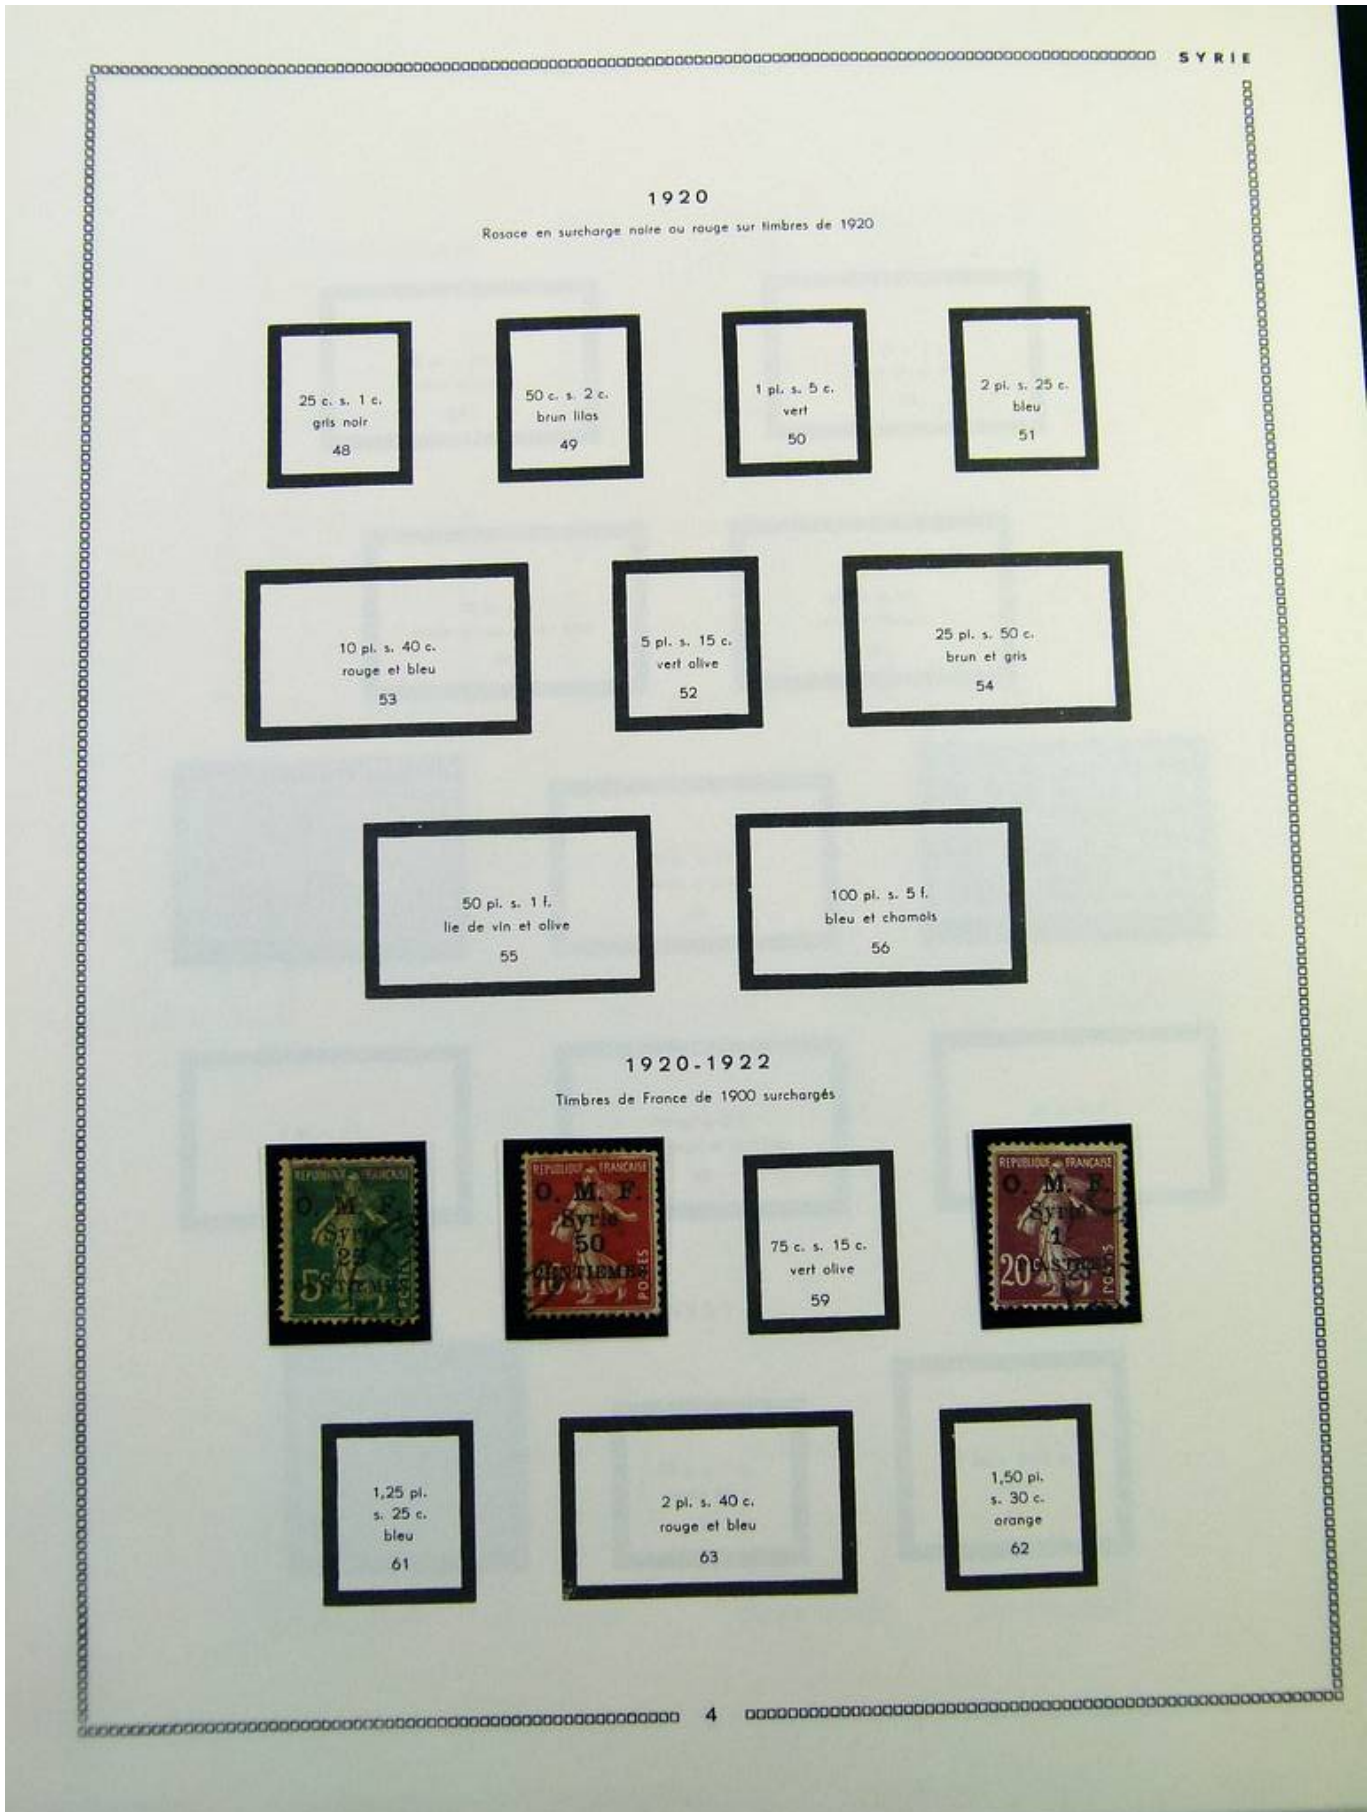 SYRIE
1920
Rosace en surcharge noire ou rouge sur timbres de 1920
25 c. s. 1 c.
gris noir
48
50 c. s. 2 c.
brun lilas
49
1 pi. s. 5 c.
vert
50
2 pi. s. 25 c.
bleu
51
10 pi. s. 40 c.
rouge et bleu
53
5 pi. s. 15 c.
vert olive
52
25 pi. s. 50 c.
brun et gris
54
50 pi. s. 1 f.
lie de vin et olive
55
100 pi. s. 5 f.
bleu et chamois
56
1920-1922
Timbres de France de 1900 surchargés
REPUBLIQUE FRANCAISE
O. M. F.
Syrie
25
5c
POSTES
REPUBLIQUE FRANCAISE
O. M. F.
Syrie
50
CENTIEMES
10
POSTES
75 c. s. 15 c.
vert olive
59
REPUBLIQUE FRANCAISE
O. M. F.
Syrie
1
PIASTRE
20c
1,25 pi.
s. 25 c.
bleu
61
2 pi. s. 40 c.
rouge et bleu
63
1,50 pi.
s. 30 c.
orange
62
4